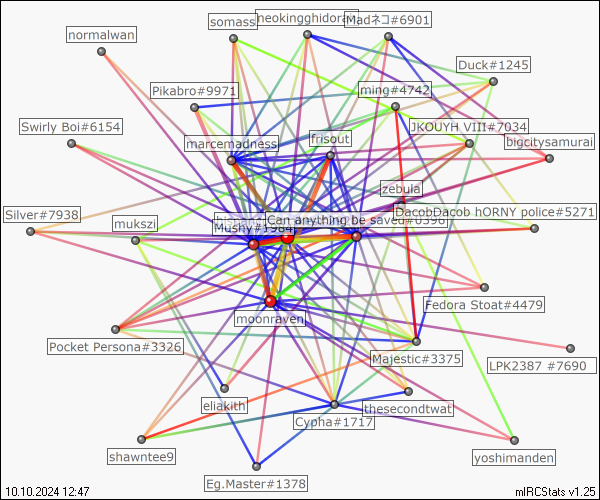 normalwan
somass
neokingghidora
Madネコ#6901
Duck#1245
Pikabro#9971
ming#4742
Swirly Boi#6154
marcemadness
frisout
JKOUYH VIII#7034
bigcitysamurai
zebula
Silver#7938
mukszi
Mushy#1984
Can anything be saved#0396
DacobDacob hORNY police#5271
moonraven
Fedora Stoat#4479
Pocket Persona#3326
Majestic#3375
LPK2387 #7690
eliakith
Cypha#1717
thesecondtwat
shawntee9
yoshimanden
Eg.Master#1378
10.10.2024 12:47
mIRCStats v1.25